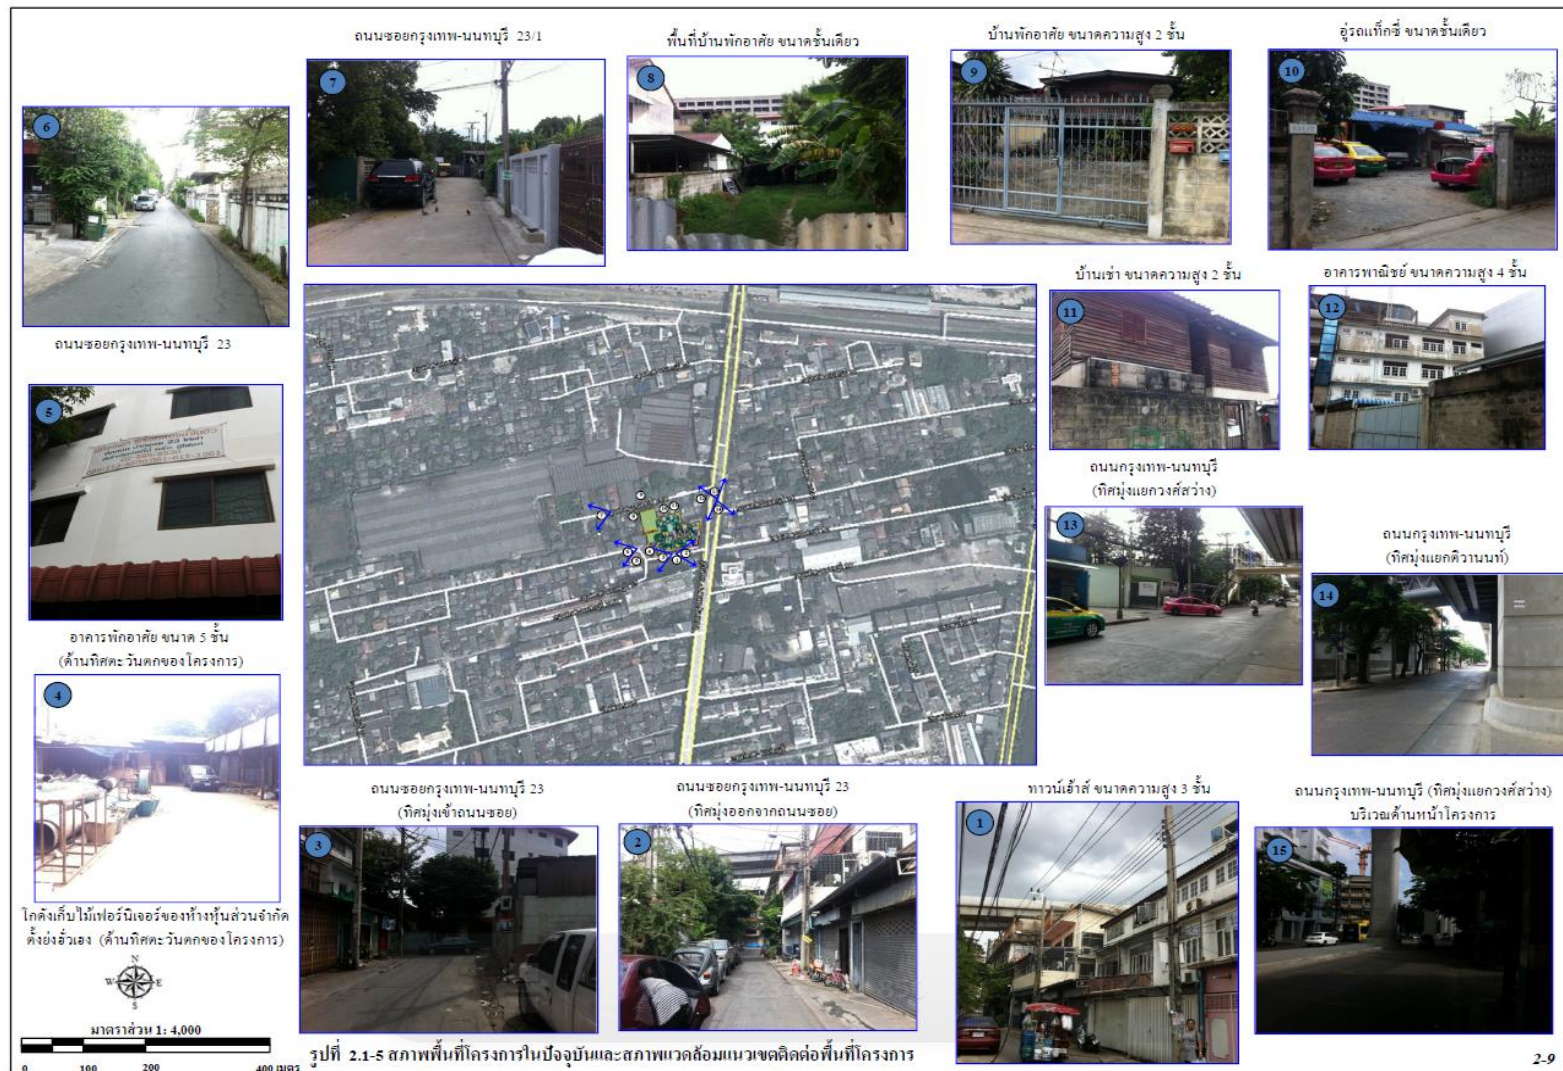 ถนนซอยกรุงเทพ-นนทบุรี 23/1
พื้นที่บ้านพักอาศัย ขนาดชั้นเดียว
บ้านพักอาศัย ขนาดความสูง 2 ชั้น
อู่รถแท็กซี่ ขนาดชั้นเดียว
6
7
8
9
10
ถนนซอยกรุงเทพ-นนทบุรี 23
บ้านเช่า ขนาดความสูง 2 ชั้น
อาคารพาณิชย์ ขนาดความสูง 4 ชั้น
11
12
5
อาคารพักอาศัย ขนาด 5 ชั้น
(ด้านทิศตะวันตกของโครงการ)
ถนนกรุงเทพ-นนทบุรี
(ทิศมุ่งแยกวงศ์สว่าง)
13
ถนนกรุงเทพ-นนทบุรี
(ทิศมุ่งแยกติวานนท์)
14
4
โกดังเก็บไม้เฟอร์นิเจอร์ของห้างหุ้นส่วนจำกัด
ตั้งย่งฮั่วเฮง (ด้านทิศตะวันตกของโครงการ)
ถนนซอยกรุงเทพ-นนทบุรี 23
(ทิศมุ่งเข้าถนนซอย)
3
ถนนซอยกรุงเทพ-นนทบุรี 23
(ทิศมุ่งออกจากถนนซอย)
2
ทาวน์เฮ้าส์ ขนาดความสูง 3 ชั้น
1
ถนนกรุงเทพ-นนทบุรี (ทิศมุ่งแยกวงศ์สว่าง)
บริเวณด้านหน้าโครงการ
15
N
W E
S
มาตราส่วน 1: 4,000
0 100 200 400 เมตร
รูปที่ 2.1-5 สภาพพื้นที่โครงการในปัจจุบันและสภาพแวดล้อมแนวเขตติดต่อพื้นที่โครงการ
2-9